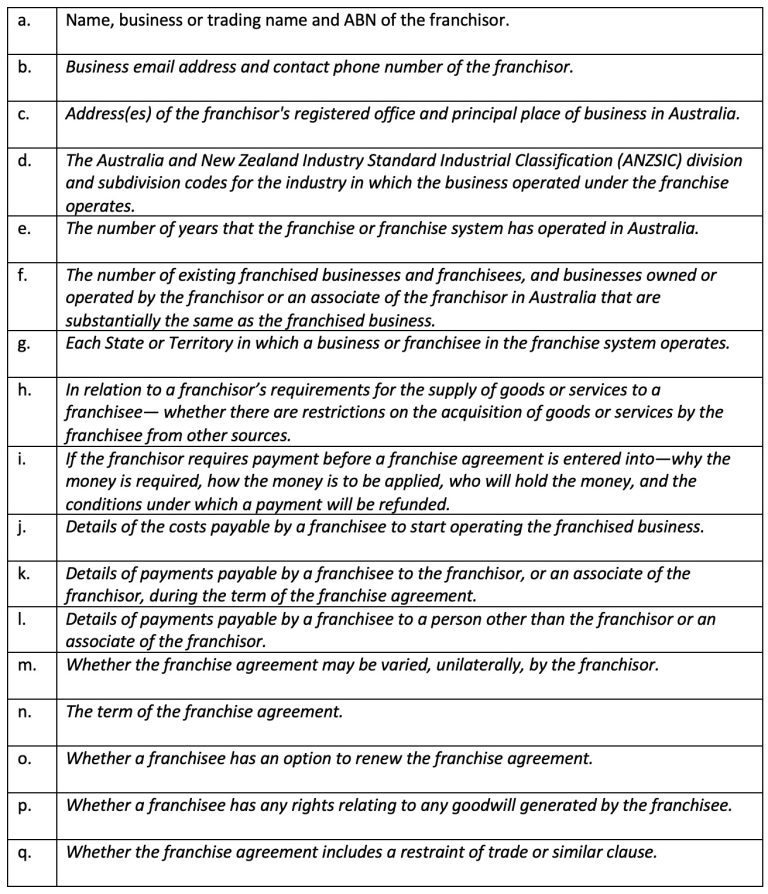 a. Name, business or trading name and ABN of the franchisor.
b. Business email address and contact phone number of the franchisor.
c. Address(es) of the franchisor's registered office and principal place of business in Australia.
d. The Australia and New Zealand Industry Standard Industrial Classification (ANZSIC) division
and subdivision codes for the industry in which the business operated under the franchise
operates.
e. The number of years that the franchise or franchise system has operated in Australia.
f. The number of existing franchised businesses and franchisees, and businesses owned or
operated by the franchisor or an associate of the franchisor in Australia that are
substantially the same as the franchised business.
g. Each State or Territory in which a business or franchisee in the franchise system operates.
h. In relation to a franchisor’s requirements for the supply of goods or services to a
franchisee— whether there are restrictions on the acquisition of goods or services by the
franchisee from other sources.
i. If the franchisor requires payment before a franchise agreement is entered into—why the
money is required, how the money is to be applied, who will hold the money, and the
conditions under which a payment will be refunded.
j. Details of the costs payable by a franchisee to start operating the franchised business.
k. Details of payments payable by a franchisee to the franchisor, or an associate of the
franchisor, during the term of the franchise agreement.
l. Details of payments payable by a franchisee to a person other than the franchisor or an
associate of the franchisor.
m. Whether the franchise agreement may be varied, unilaterally, by the franchisor.
n. The term of the franchise agreement.
o. Whether a franchisee has an option to renew the franchise agreement.
p. Whether a franchisee has any rights relating to any goodwill generated by the franchisee.
q. Whether the franchise agreement includes a restraint of trade or similar clause.